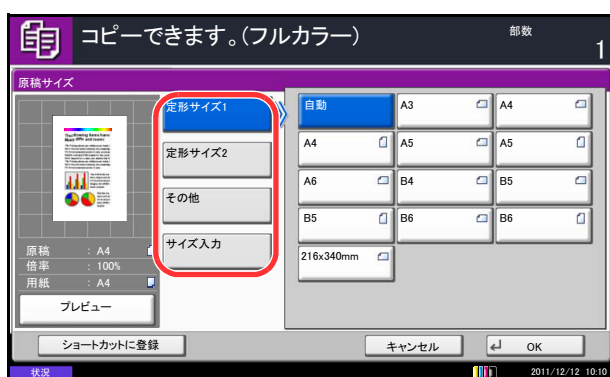 コピーできます。(フルカラー)
部数
1
原稿サイズ
定形サイズ1
定形サイズ2
その他
サイズ入力
自動
A3
A4
A4
A5
A5
A6
B4
B5
B5
B6
B6
216x340mm
原稿 : A4
倍率 : 100%
用紙 : A4
プレビュー
ショートカットに登録
キャンセル
OK
状況
2011/12/12 10:10